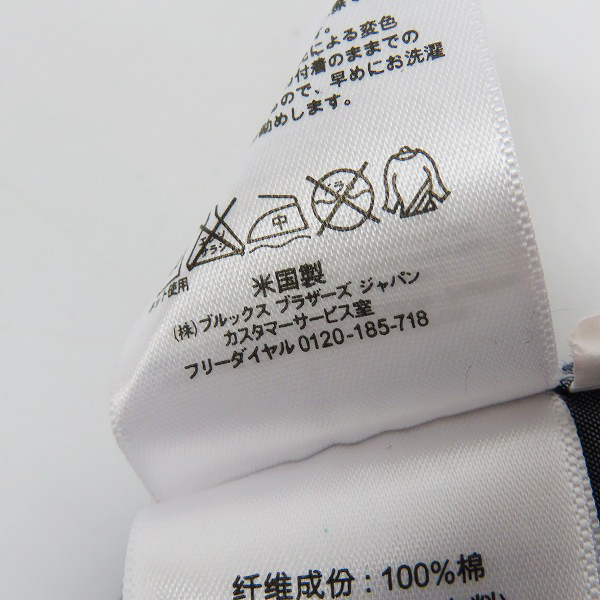 による変色
付着のままでの
ので、早めにお洗濯
勧めします。
中
ドライ
米国製
(株)ブルックス ブラザーズ ジャパン
カスタマーサービス室
フリーダイヤル 0120-185-718
纤维成份 : 100%棉